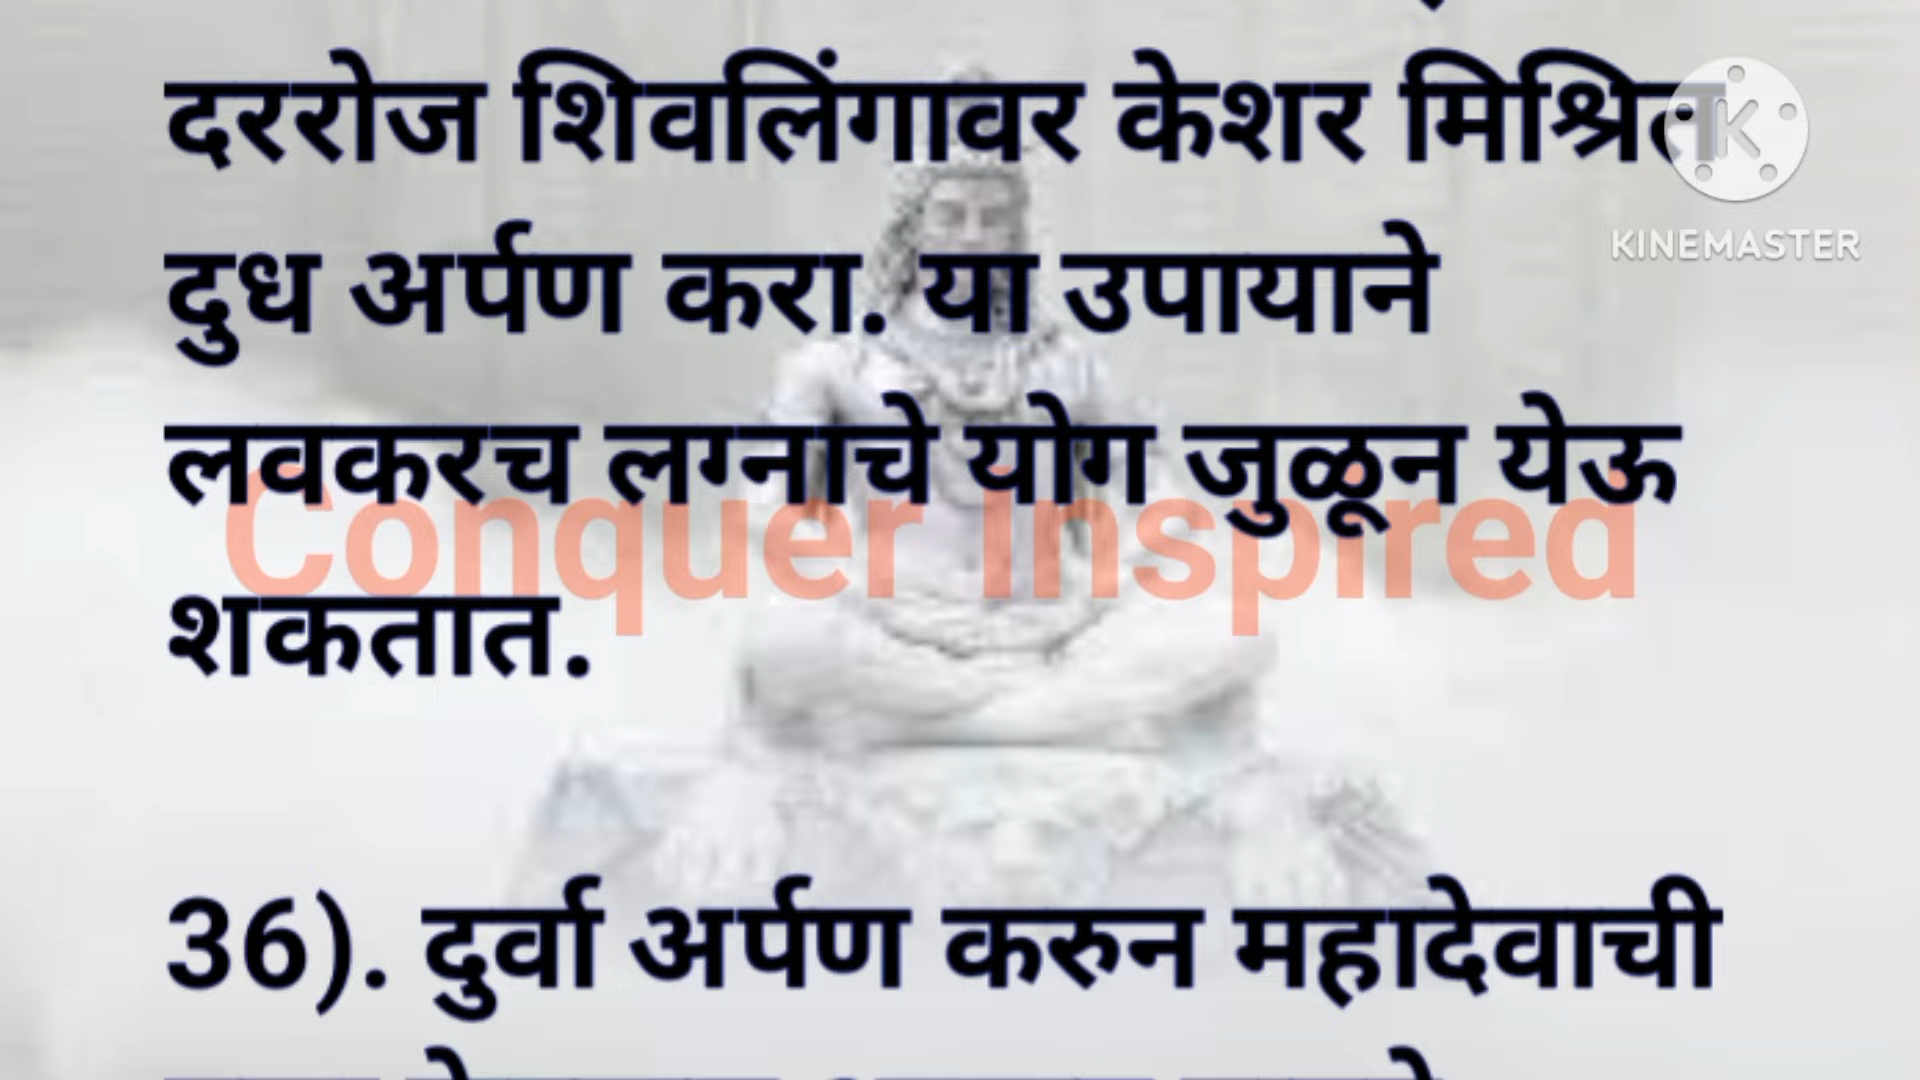 दररोज शिवलिंगावर केशर मिश्रित
KINEMASTER
दुध अर्पण करा. या उपायाने
लवकरच लग्नाचे योग जुळून येऊ
Conquer Inspired
शकतात.
36). दुर्वा अर्पण करुन महादेवाची